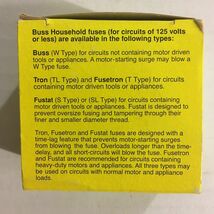 Buss Household fuses (for circuits of 125 volts
or less) are available in the following types:
Buss (W Type) for circuits not containing motor driven
tools or appliances. A motor-starting surge may blow a
W Type fuse.
Tron (TL Type) and Fusetron (T Type) for circuits
containing motor driven tools or appliances.
Fustat (S Type) or (SL Type) for circuits containing
motor driven tools or appliances. Fustat is designed to
prevent oversize fusing and tampering through their
finer and smaller diameter thread.
Tron, Fusetron and Fustat fuses are designed with a
time-lag feature that prevents motor-starting surges
from blowing the fuse. Overloads longer than the time-
delay, and all short-circuits will blow the fuse. Fusetron
and Fustat are recommended for circuits containing
heavy-duty motors and appliances. All three types may
be used on circuits with normal motor and appliance
loads.